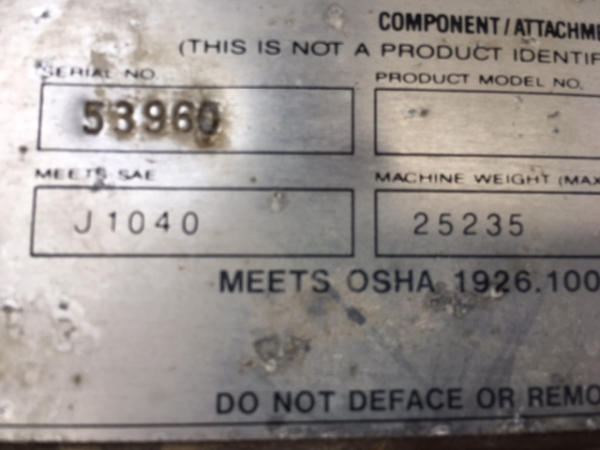 COMPONENT/ATTACHME
(THIS IS NOT A PRODUCT IDENTIF
SERIAL NO.
PRODUCT MODEL NO.
53960
MEETS SAE
MACHINE WEIGHT (MAX
J1040
25235
MEETS OSHA 1926.100
DO NOT DEFACE OR REMO